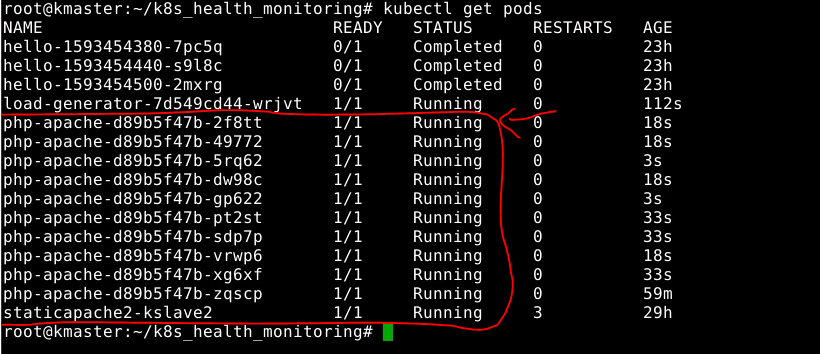 root@kmaster:~/k8s_health_monitoring# kubectl get pods
NAME READY STATUS RESTARTS AGE
hello-1593454380-7pc5q 0/1 Completed 0 23h
hello-1593454440-s9l8c 0/1 Completed 0 23h
hello-1593454500-2mxrg 0/1 Completed 0 23h
load-generator-7d549cd44-wrjvt 1/1 Running 0 112s
php-apache-d89b5f47b-2f8tt 1/1 Running 0 18s
php-apache-d89b5f47b-49772 1/1 Running 0 18s
php-apache-d89b5f47b-5rq62 1/1 Running 0 3s
php-apache-d89b5f47b-dw98c 1/1 Running 0 18s
php-apache-d89b5f47b-gp622 1/1 Running 0 3s
php-apache-d89b5f47b-pt2st 1/1 Running 0 33s
php-apache-d89b5f47b-sdp7p 1/1 Running 0 33s
php-apache-d89b5f47b-vrwp6 1/1 Running 0 18s
php-apache-d89b5f47b-xg6xf 1/1 Running 0 33s
php-apache-d89b5f47b-zqscp 1/1 Running 0 59m
staticapache2-kslave2 1/1 Running 3 29h
root@kmaster:~/k8s_health_monitoring#